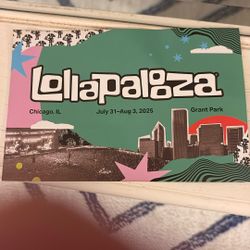 Lollapalooza
Chicago, IL
July 31–Aug 3, 2025
Grant Park